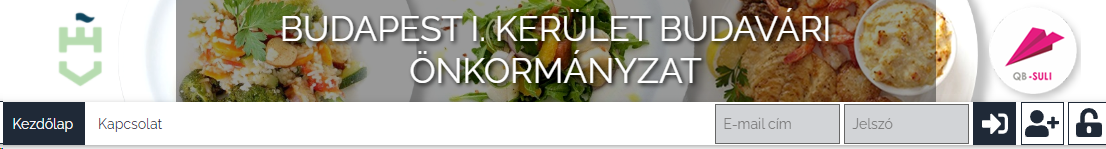 BUDAPEST I. KERÜLET BUDAVÁRI
ÖNKORMÁNYZAT
QB-SULI
Kezdőlap
Kapcsolat
E-mail cím
Jelszó